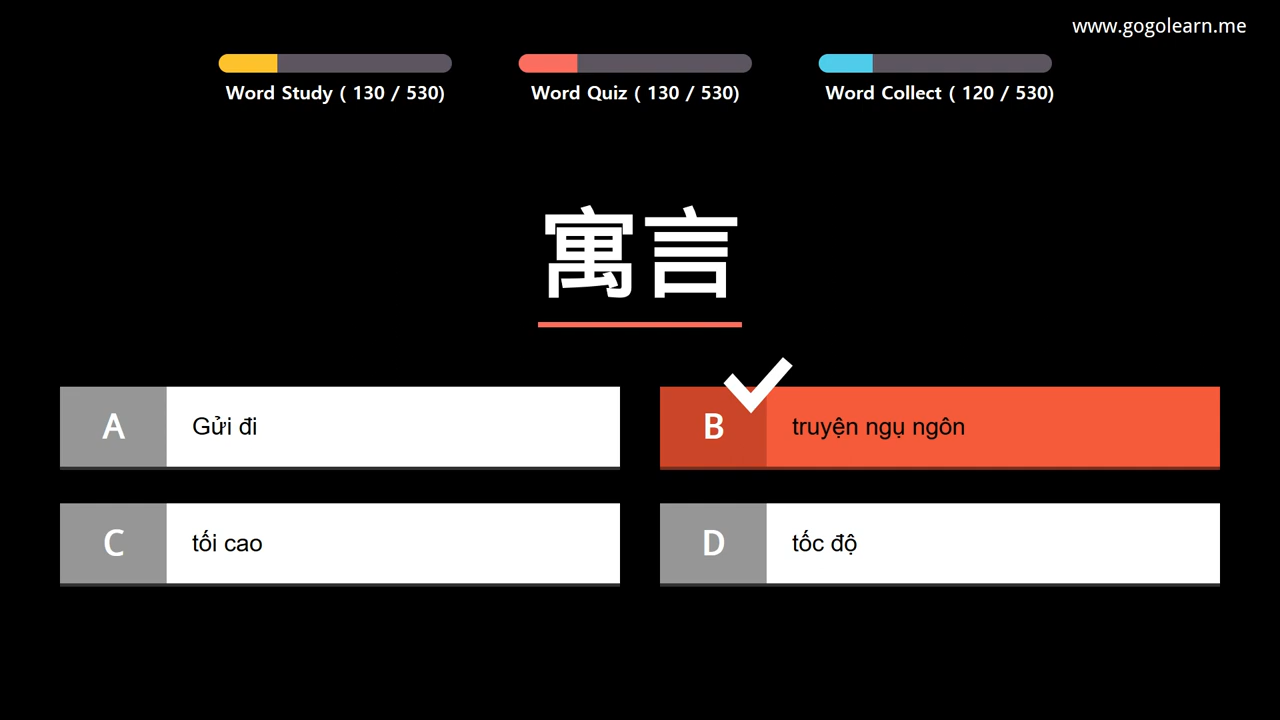 www.gogolearn.me
Word Study ( 130 / 530)
Word Quiz ( 130 / 530)
Word Collect ( 120 / 530)
寓言
A
Gửi đi
B
truyện ngụ ngôn
C
tối cao
D
tốc độ